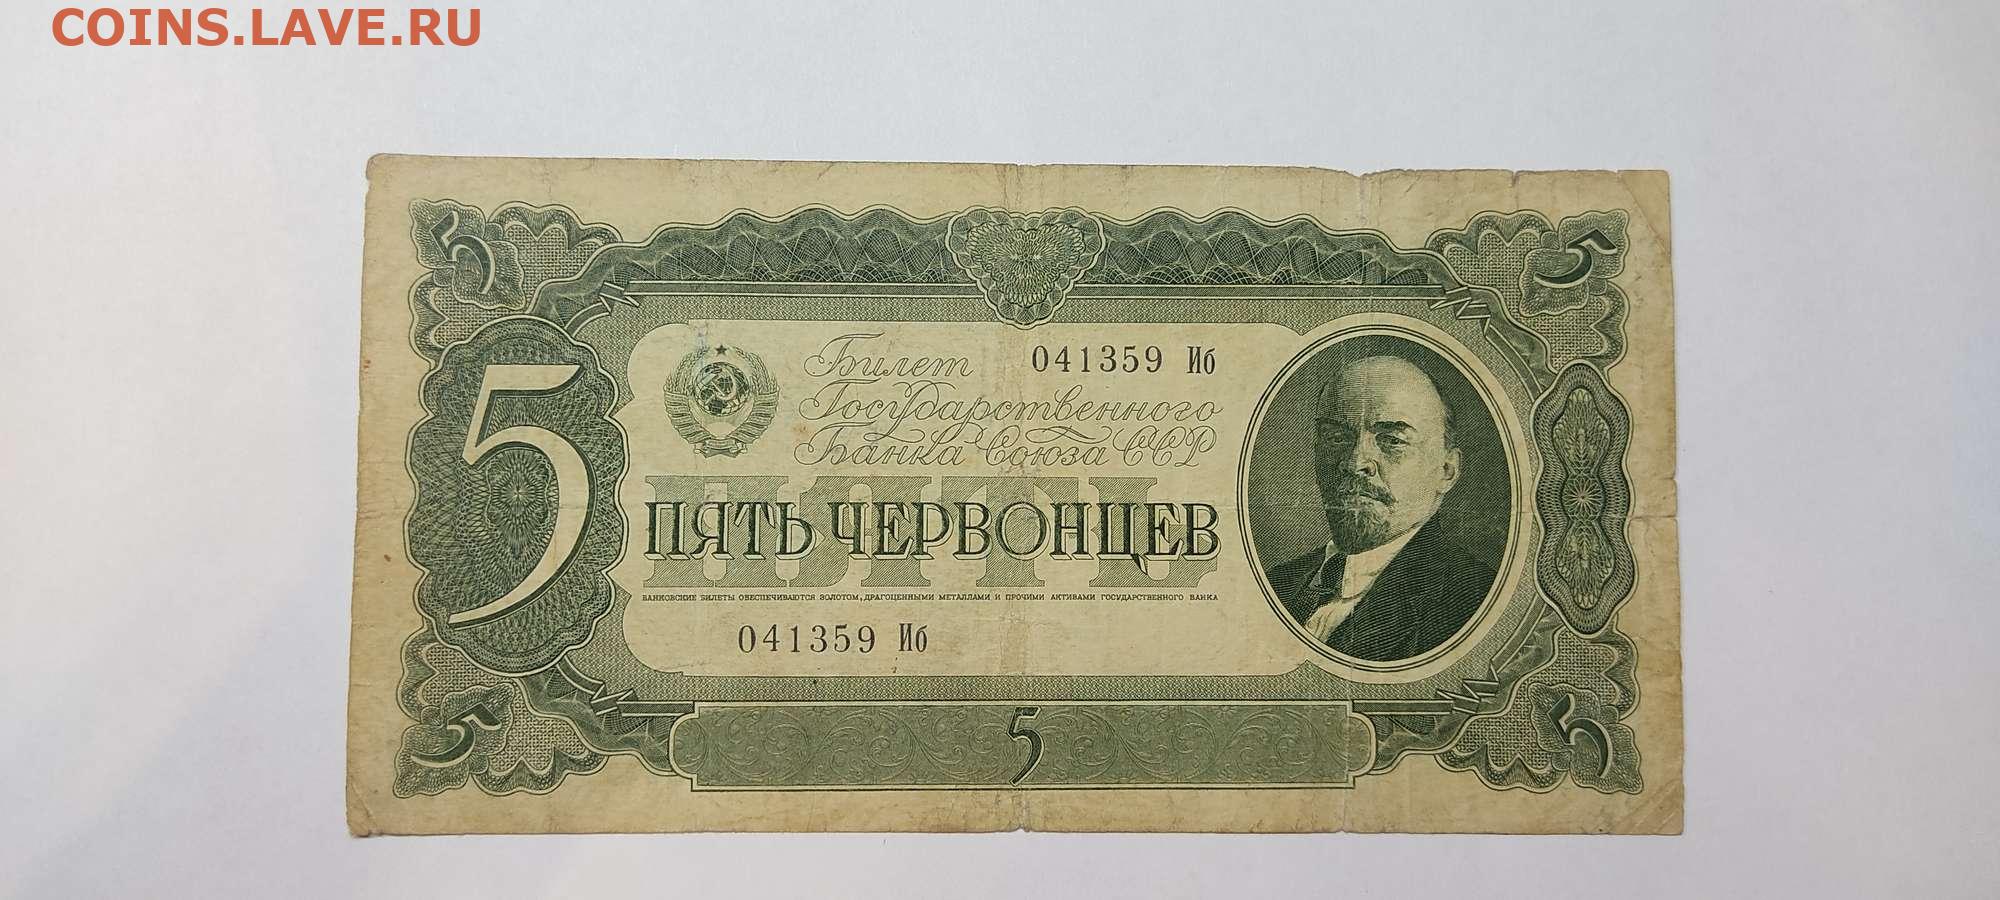 COINS.LAVE.RU
5
5
Билет 041359 Иб
Государственного
Банка Союза ССР
5
ПЯТЬ
ПЯТЬ ЧЕРВОНЦЕВ
БАНКОВСКИЕ БИЛЕТЫ ОБЕСПЕЧИВАЮТСЯ ЗОЛОТОМ, ДРАГОЦЕННЫМИ МЕТАЛЛАМИ И ПРОЧИМИ АКТИВАМИ ГОСУДАРСТВЕННОГО БАНКА
041359 Иб
5
5
5